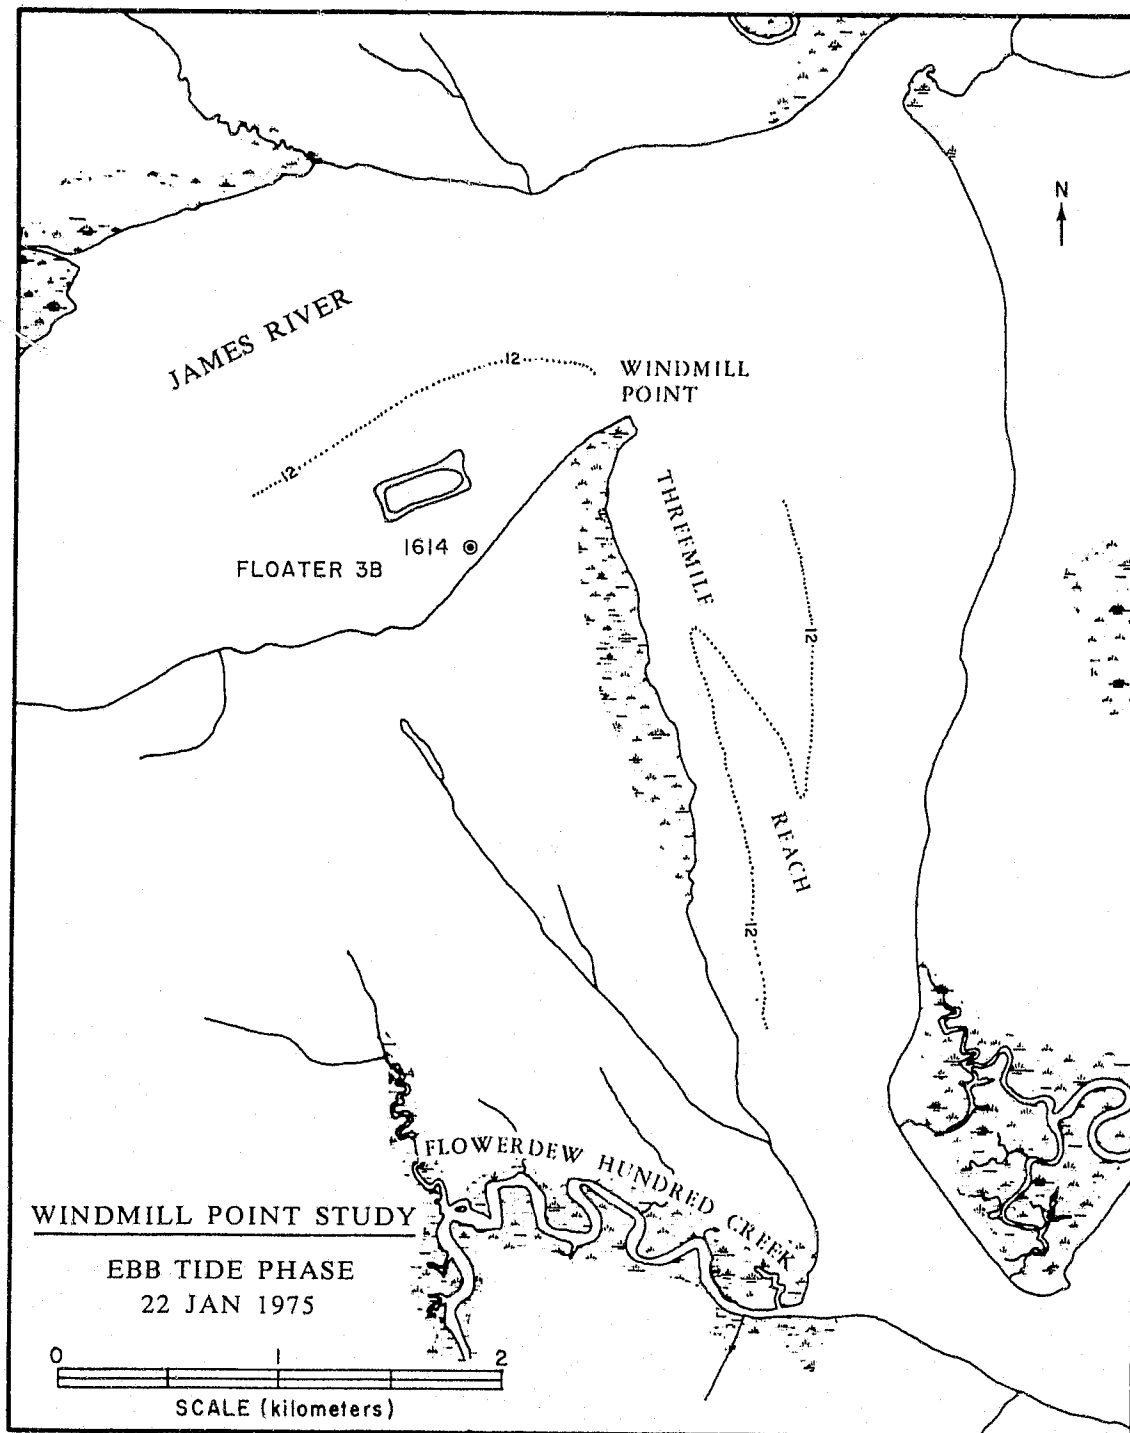 N
JAMES RIVER
12
12
WINDMILL
POINT
THREEMILE
1614
FLOATER 3B
12
REACH
12
FLOWERDEW HUNDRED CREEK
WINDMILL POINT STUDY
EBB TIDE PHASE
22 JAN 1975
0 1 2
SCALE (kilometers)